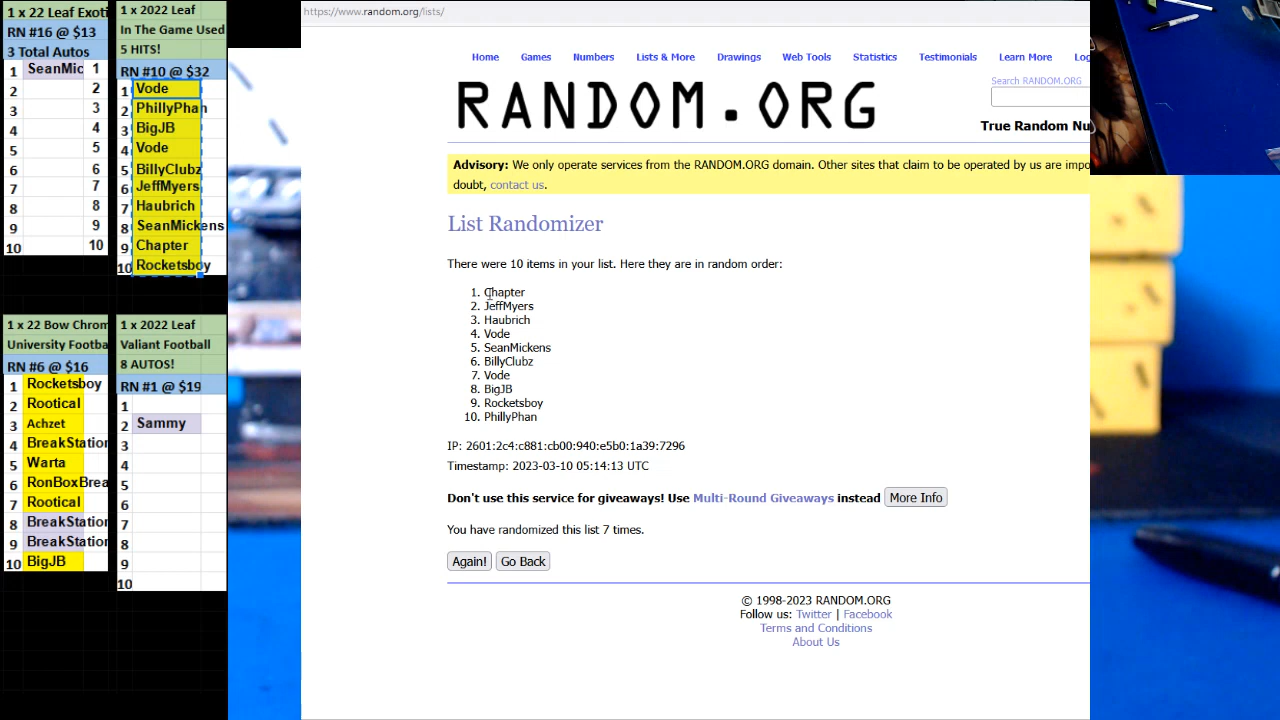 https://www.random.org/lists/
1 x 22 Leaf Exoti
RN #16 @ $13
3 Total Autos
1 SeanMic 1
2 2
3 3
4 4
5 5
6 6
7 7
8 8
9 9
10 10
1 x 2022 Leaf
In The Game Used
5 HITS!
RN #10 @ $32
1 Vode
2 PhillyPhan
3 BigJB
4 Vode
5 BillyClubz
6 JeffMyers
7 Haubrich
8 SeanMickens
9 Chapter
10 Rocketsboy
1 x 22 Bow Chrom
University Footba
RN #6 @ $16
1 Rocketsboy
2 Rootical
3 Achzet
4 BreakStation
5 Warta
6 RonBoxBrea
7 Rootical
8 BreakStation
9 BreakStation
10 BigJB
1 x 2022 Leaf
Valiant Football
8 AUTOS!
RN #1 @ $19
1
2 Sammy
3
4
5
6
7
8
9
10
Home Games Numbers Lists & More Drawings Web Tools Statistics Testimonials Learn More Log
RANDOM.ORG
Search RANDOM.ORG
True Random Nu
Advisory: We only operate services from the RANDOM.ORG domain. Other sites that claim to be operated by us are impo
doubt, contact us.
List Randomizer
There were 10 items in your list. Here they are in random order:
1. Chapter
2. JeffMyers
3. Haubrich
4. Vode
5. SeanMickens
6. BillyClubz
7. Vode
8. BigJB
9. Rocketsboy
10. PhillyPhan
IP: 2601:2c4:c881:cb00:940:e5b0:1a39:7296
Timestamp: 2023-03-10 05:14:13 UTC
Don't use this service for giveaways! Use Multi-Round Giveaways instead More Info
You have randomized this list 7 times.
Again! Go Back
© 1998-2023 RANDOM.ORG
Follow us: Twitter | Facebook
Terms and Conditions
About Us